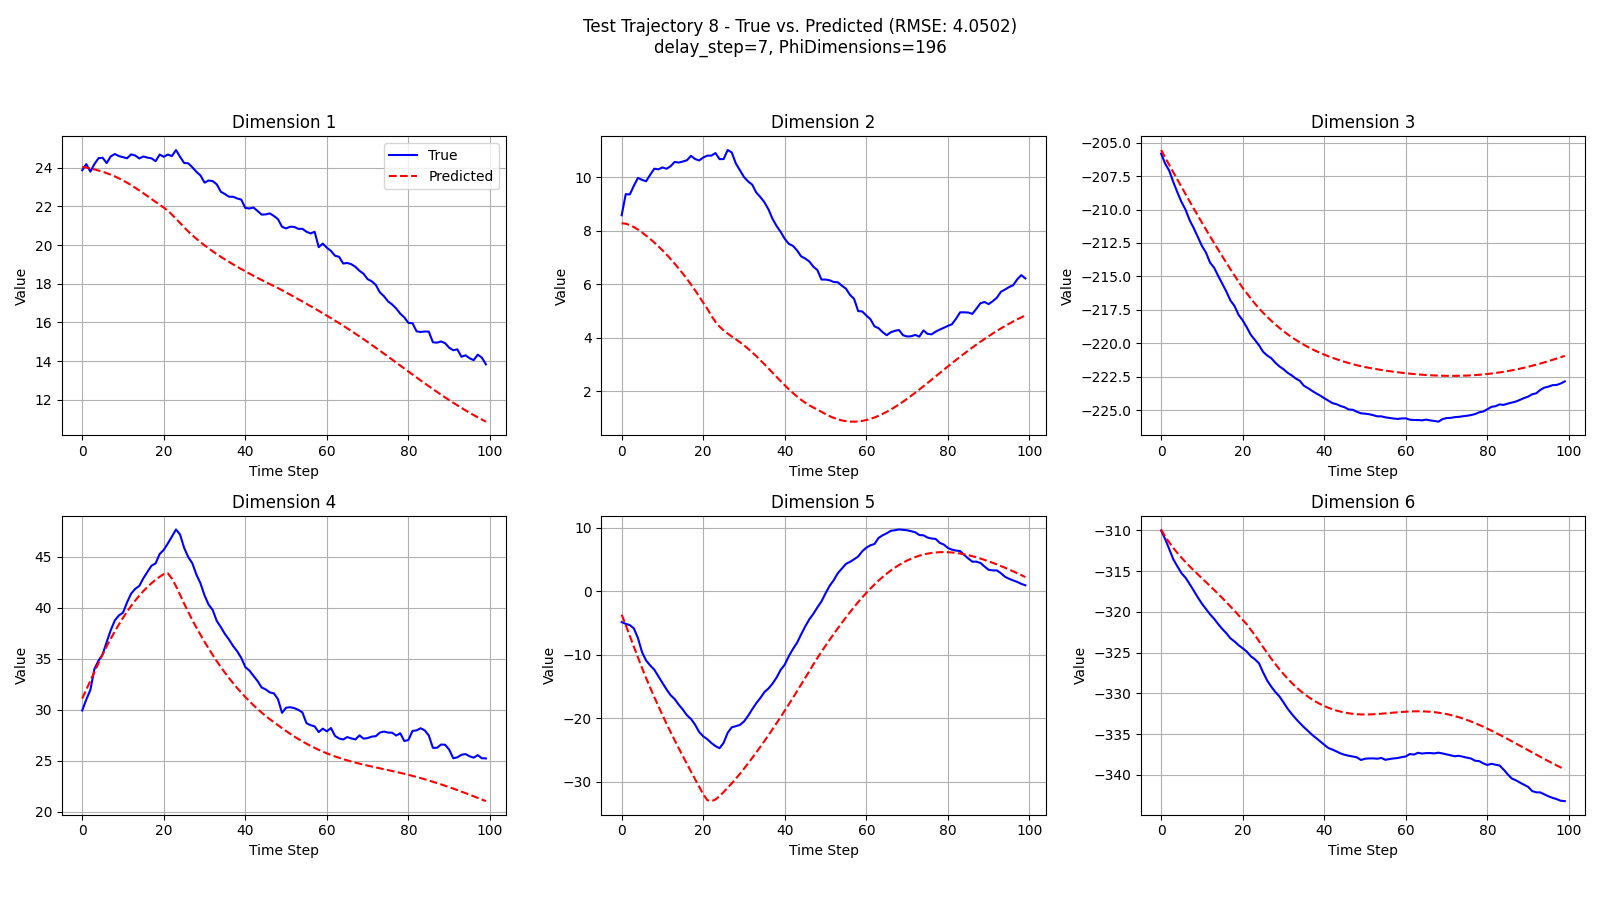 Test Trajectory 8 - True vs. Predicted (RMSE: 4.0502)
delay_step=7, PhiDimensions=196
Dimension 1
Value
24
22
20
18
16
14
12
True
Predicted
0 20 40 60 80 100
Time Step
Dimension 2
Value
10
8
6
4
2
0 20 40 60 80 100
Time Step
Dimension 3
Value
−205.0
−207.5
−210.0
−212.5
−215.0
−217.5
−220.0
−222.5
−225.0
0 20 40 60 80 100
Time Step
Dimension 4
Value
45
40
35
30
25
20
0 20 40 60 80 100
Time Step
Dimension 5
Value
10
0
−10
−20
−30
0 20 40 60 80 100
Time Step
Dimension 6
Value
−310
−315
−320
−325
−330
−335
−340
0 20 40 60 80 100
Time Step